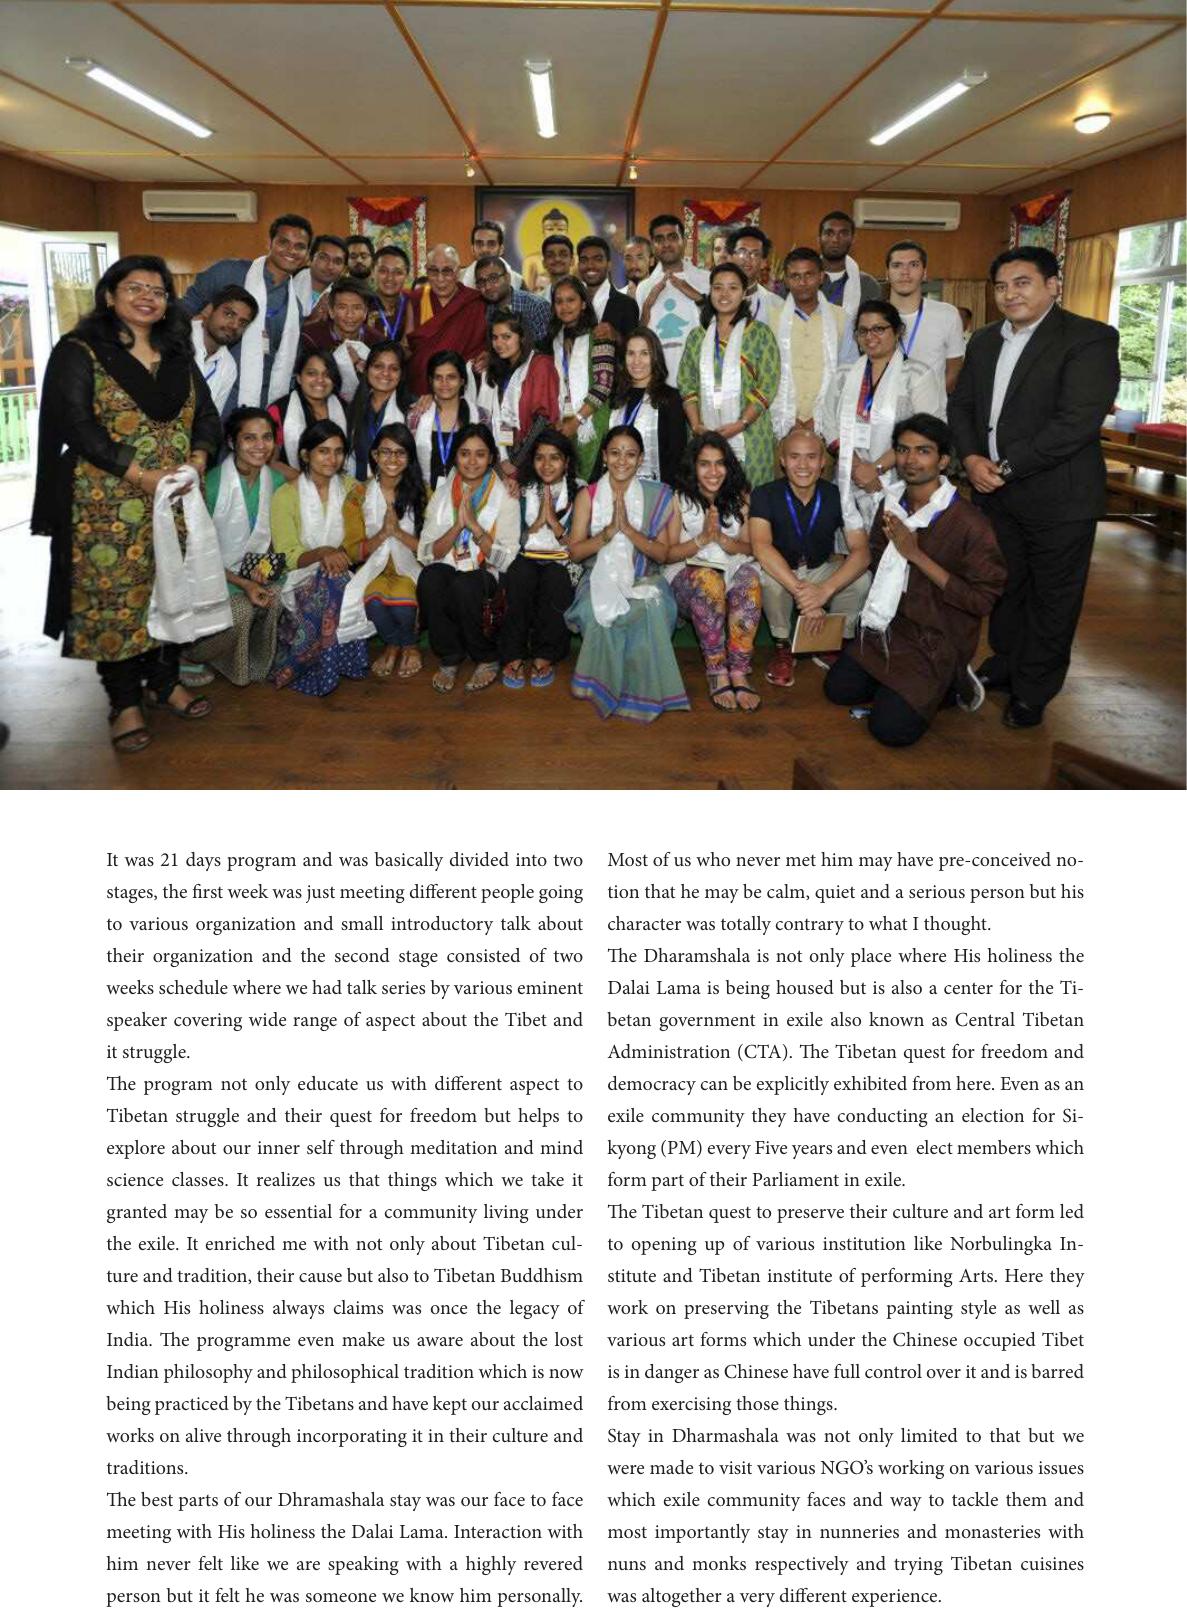 It was 21 days program and was basically divided into two
stages, the first week was just meeting different people going
to various organization and small introductory talk about
their organization and the second stage consisted of two
weeks schedule where we had talk series by various eminent
speaker covering wide range of aspect about the Tibet and
it struggle.
The program not only educate us with different aspect to
Tibetan struggle and their quest for freedom but helps to
explore about our inner self through meditation and mind
science classes. It realizes us that things which we take it
granted may be so essential for a community living under
the exile. It enriched me with not only about Tibetan cul-
ture and tradition, their cause but also to Tibetan Buddhism
which His holiness always claims was once the legacy of
India. The programme even make us aware about the lost
Indian philosophy and philosophical tradition which is now
being practiced by the Tibetans and have kept our acclaimed
works on alive through incorporating it in their culture and
traditions.
The best parts of our Dhramashala stay was our face to face
meeting with His holiness the Dalai Lama. Interaction with
him never felt like we are speaking with a highly revered
person but it felt he was someone we know him personally.
Most of us who never met him may have pre-conceived no-
tion that he may be calm, quiet and a serious person but his
character was totally contrary to what I thought.
The Dharamshala is not only place where His holiness the
Dalai Lama is being housed but is also a center for the Ti-
betan government in exile also known as Central Tibetan
Administration (CTA). The Tibetan quest for freedom and
democracy can be explicitly exhibited from here. Even as an
exile community they have conducting an election for Si-
kyong (PM) every Five years and even elect members which
form part of their Parliament in exile.
The Tibetan quest to preserve their culture and art form led
to opening up of various institution like Norbulingka In-
stitute and Tibetan institute of performing Arts. Here they
work on preserving the Tibetans painting style as well as
various art forms which under the Chinese occupied Tibet
is in danger as Chinese have full control over it and is barred
from exercising those things.
Stay in Dharmashala was not only limited to that but we
were made to visit various NGO’s working on various issues
which exile community faces and way to tackle them and
most importantly stay in nunneries and monasteries with
nuns and monks respectively and trying Tibetan cuisines
was altogether a very different experience.